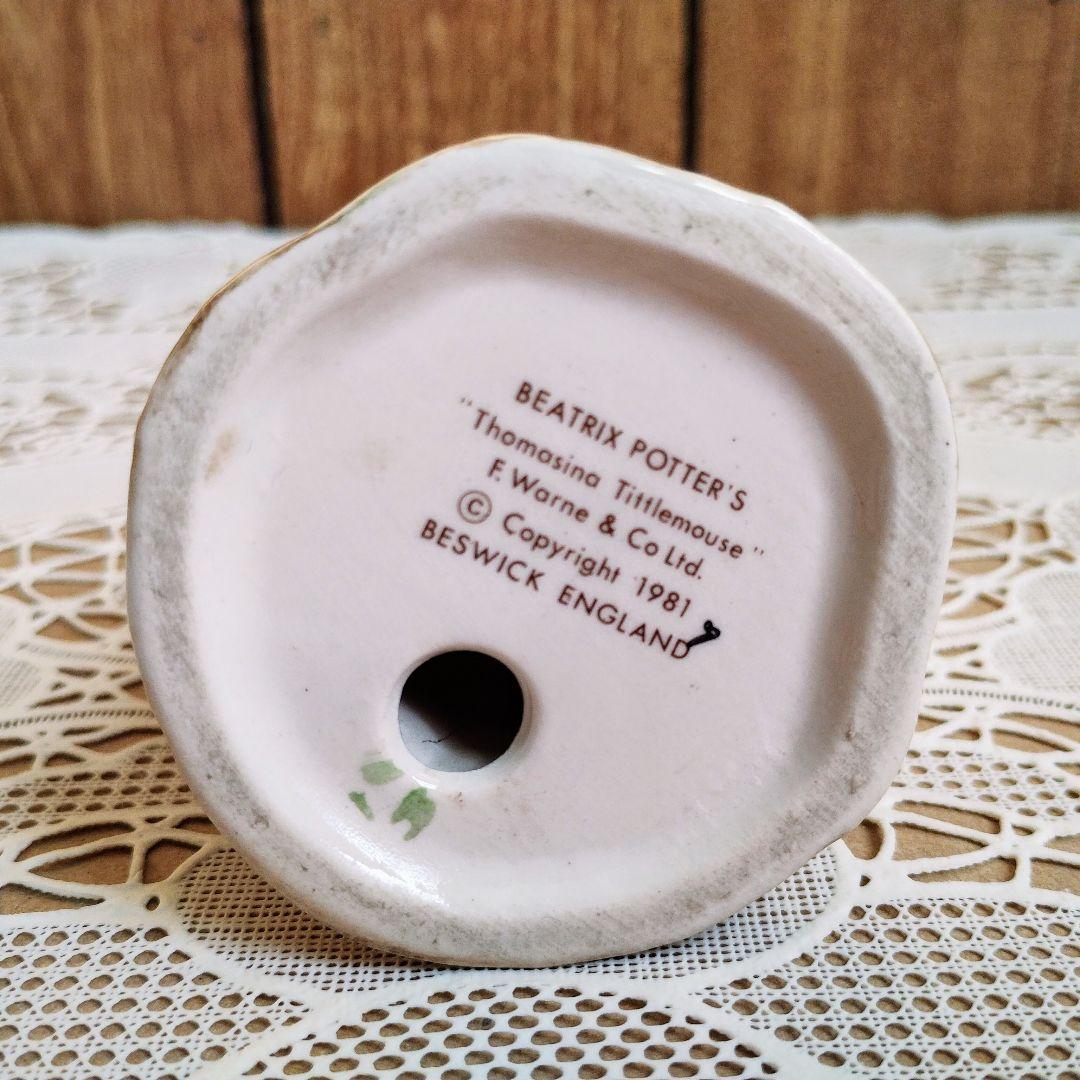 BEATRIX POTTER'S
"Thomasina Tittlemouse"
F. Warne & Co Ltd.
© Copyright 1981
BESWICK ENGLAND